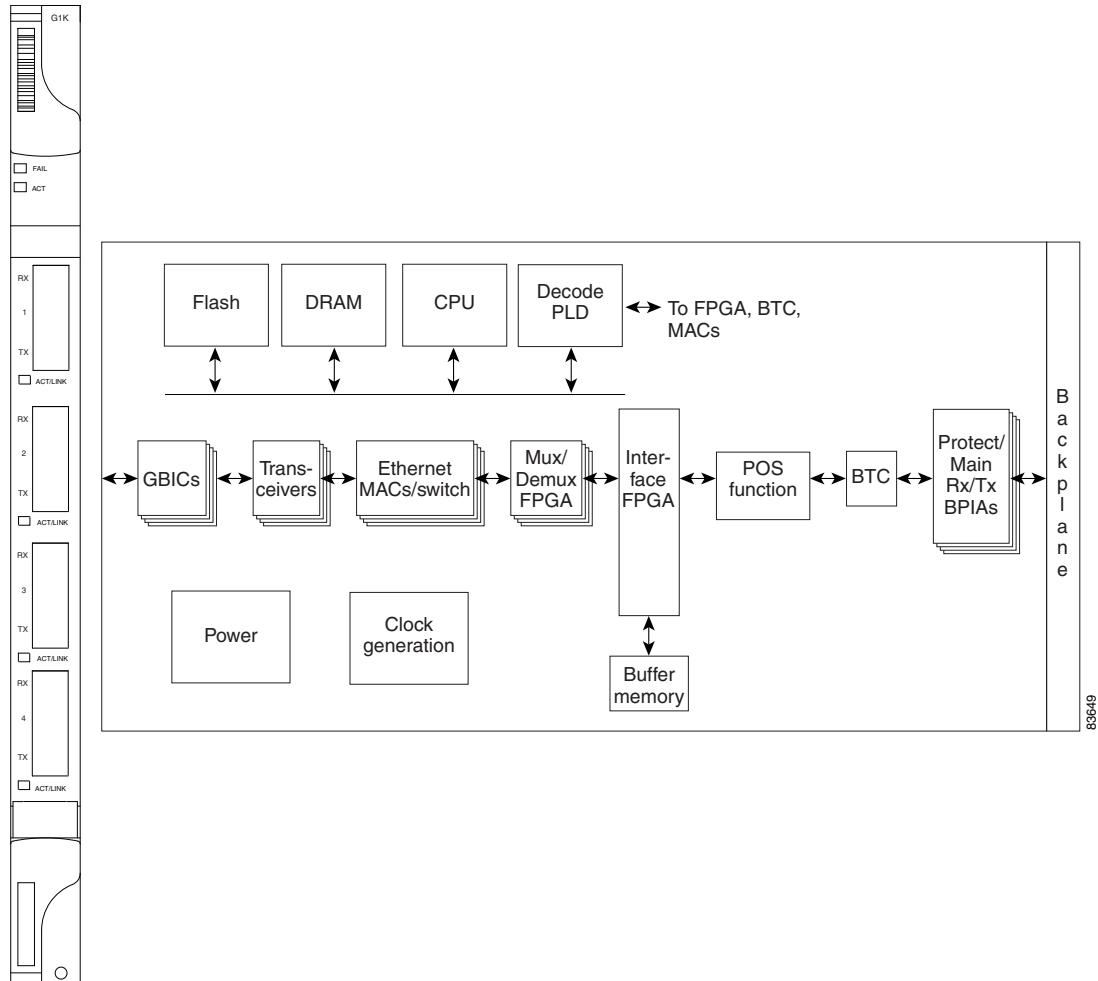 G1K
FAIL
ACT
RX
1
TX
ACT/LINK
RX
2
TX
ACT/LINK
RX
3
TX
ACT/LINK
RX
4
TX
ACT/LINK
Flash
DRAM
CPU
Decode
PLD
To FPGA, BTC,
MACs
GBICs
Trans-
ceivers
Ethernet
MACs/switch
Mux/
Demux
FPGA
Inter-
face
FPGA
POS
function
BTC
Protect/
Main
Rx/Tx
BPIAs
Backplane
Power
Clock
generation
Buffer
memory
83649